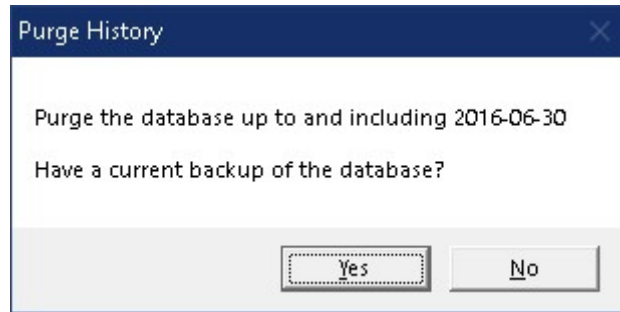 Purge History
Purge the database up to and including 2016-06-30
Have a current backup of the database?
Yes
No